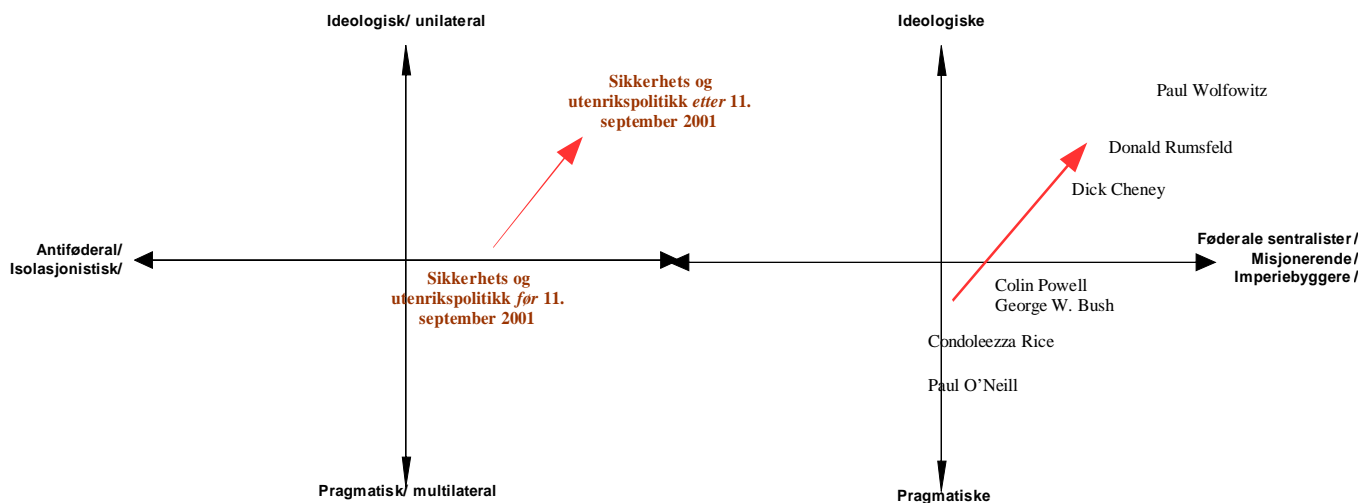 Ideologisk/ unilateral
Sikkerhets og
utenrikspolitikk etter 11.
september 2001
Antiføderal/
Isolasjonistisk/
Sikkerhets og
utenrikspolitikk før 11.
september 2001
Pragmatisk/ multilateral
Ideologiske
Paul Wolfowitz
Donald Rumsfeld
Dick Cheney
Føderale sentralister /
Misjonerende /
Imperiebyggere /
Colin Powell
George W. Bush
Condoleezza Rice
Paul O’Neill
Pragmatiske